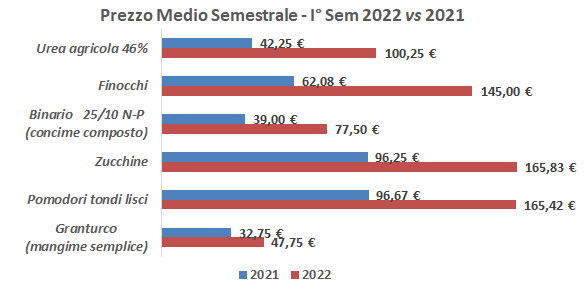 Prezzo Medio Semestrale - I° Sem 2022 vs 2021
Urea agricola 46%
42,25 €
100,25 €
Finocchi
62,08 €
145,00 €
Binario 25/10 N-P
(concime composto)
39,00 €
77,50 €
Zucchine
96,25 €
165,83 €
Pomodori tondi lisci
96,67 €
165,42 €
Granturco
(mangime semplice)
32,75 €
47,75 €
2021
2022